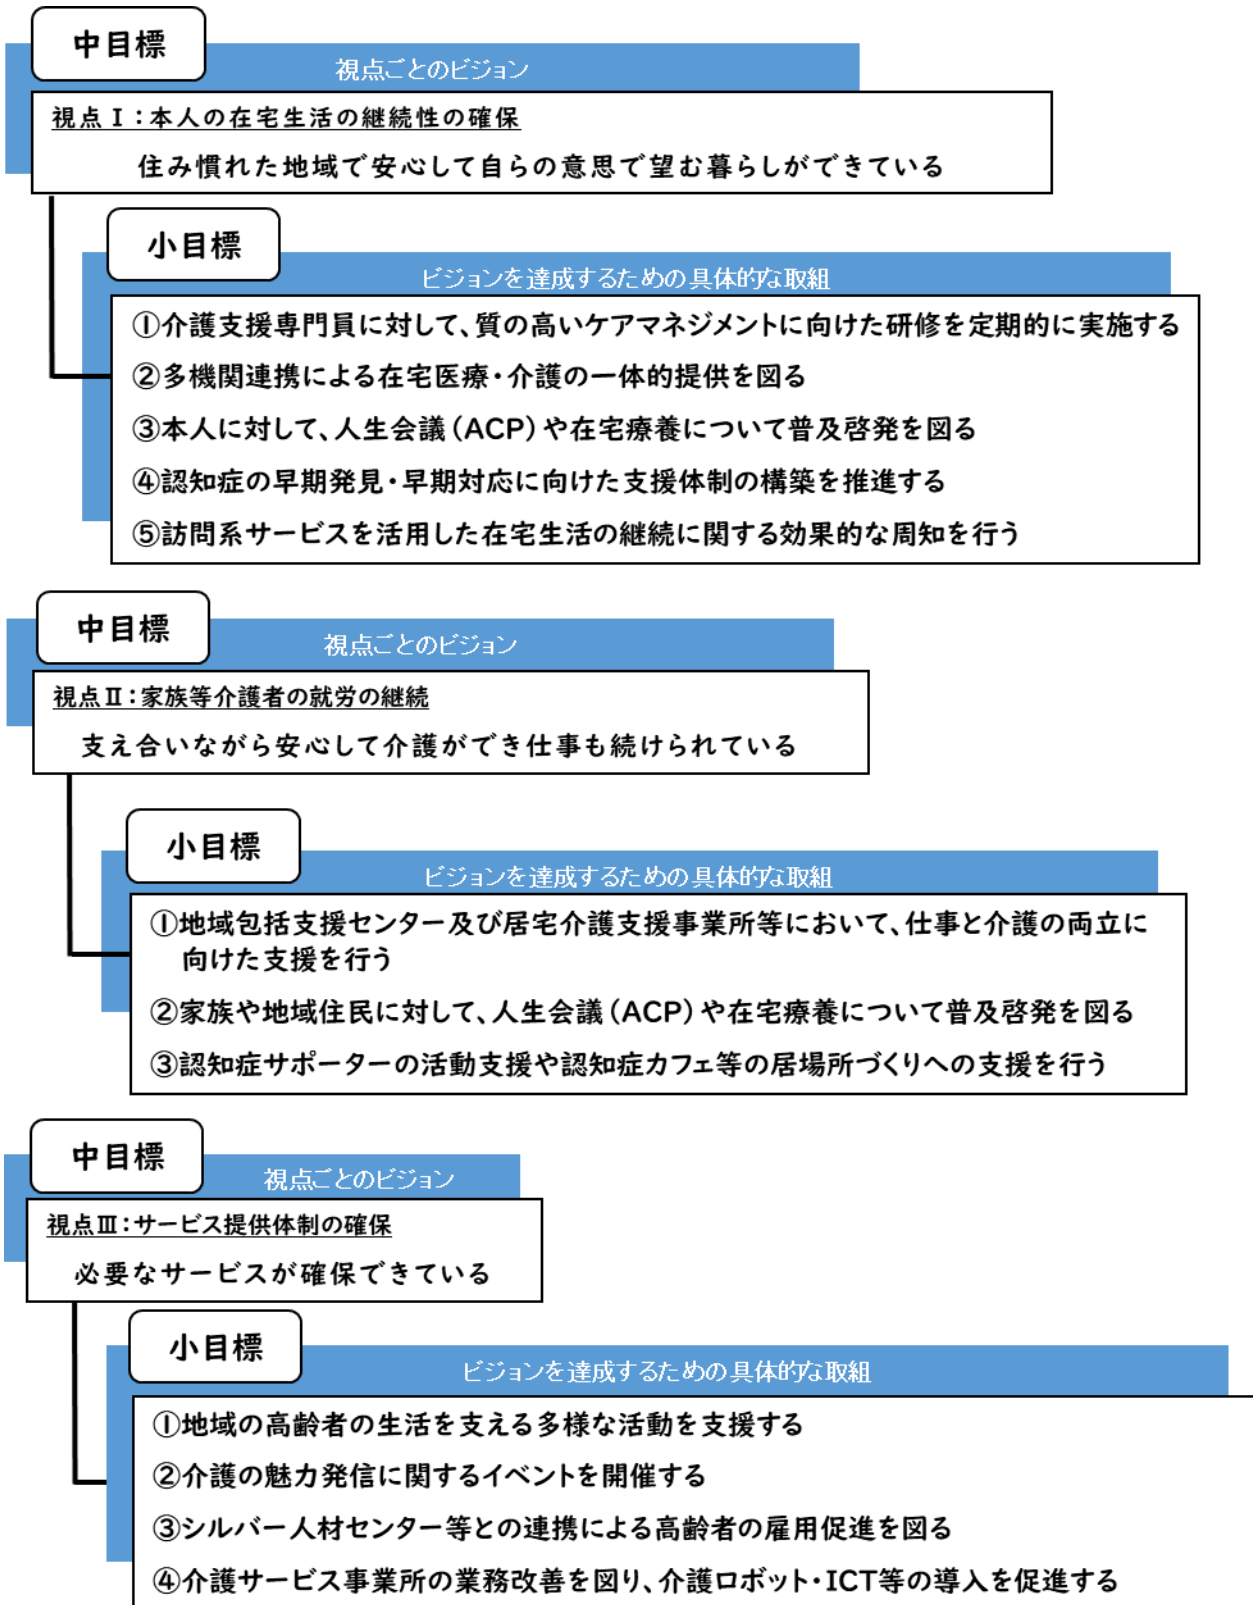 中目標
視点ごとのビジョン
視点Ⅰ：本人の在宅生活の継続性の確保
住み慣れた地域で安心して自らの意思で望む暮らしができている
小目標
ビジョンを達成するための具体的な取組
①介護支援専門員に対して、質の高いケアマネジメントに向けた研修を定期的に実施する
②多機関連携による在宅医療・介護の一体的提供を図る
③本人に対して、人生会議（ACP）や在宅療養について普及啓発を図る
④認知症の早期発見・早期対応に向けた支援体制の構築を推進する
⑤訪問系サービスを活用した在宅生活の継続に関する効果的な周知を行う
中目標
視点ごとのビジョン
視点Ⅱ：家族等介護者の就労の継続
支え合いながら安心して介護ができ仕事も続けられている
小目標
ビジョンを達成するための具体的な取組
①地域包括支援センター及び居宅介護支援事業所等において、仕事と介護の両立に
向けた支援を行う
②家族や地域住民に対して、人生会議（ACP）や在宅療養について普及啓発を図る
③認知症サポーターの活動支援や認知症カフェ等の居場所づくりへの支援を行う
中目標
視点ごとのビジョン
視点Ⅲ：サービス提供体制の確保
必要なサービスが確保できている
小目標
ビジョンを達成するための具体的な取組
①地域の高齢者の生活を支える多様な活動を支援する
②介護の魅力発信に関するイベントを開催する
③シルバー人材センター等との連携による高齢者の雇用促進を図る
④介護サービス事業所の業務改善を図り、介護ロボット・ICT等の導入を促進する